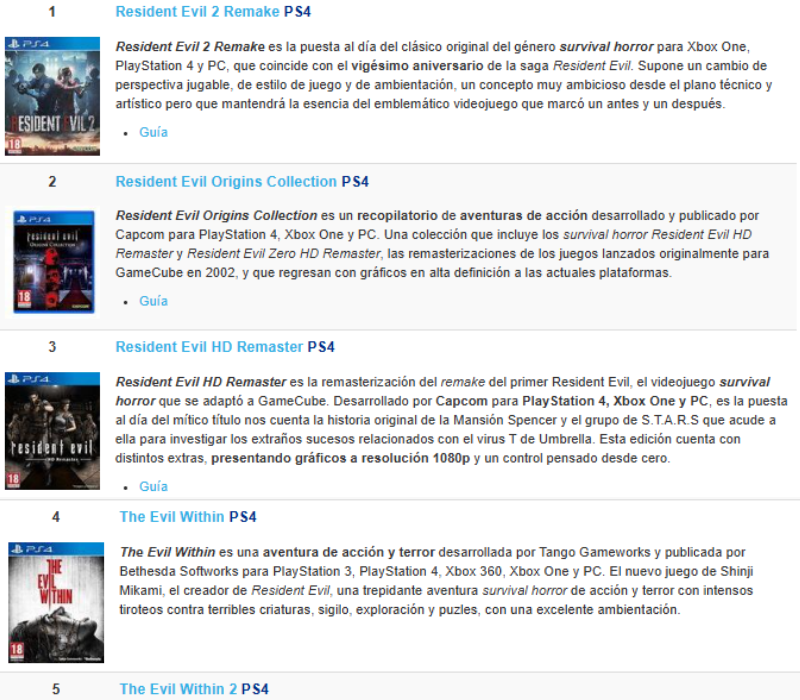 1
Resident Evil 2 Remake PS4
PS4
Resident Evil 2 Remake es la puesta al día del clásico original del género survival horror para Xbox One,
PlayStation 4 y PC, que coincide con el vigésimo aniversario de la saga Resident Evil. Supone un cambio de
perspectiva jugable, de estilo de juego y de ambientación, un concepto muy ambicioso desde el plano técnico y
artístico pero que mantendrá la esencia del emblemático videojuego que marcó un antes y un después.
RESIDENT EVIL 2
18
• Guía
2
Resident Evil Origins Collection PS4
PS4
Resident Evil Origins Collection es un recopilatorio de aventuras de acción desarrollado y publicado por
Capcom para PlayStation 4, Xbox One y PC. Una colección que incluye los survival horror Resident Evil HD
Remaster y Resident Evil Zero HD Remaster, las remasterizaciones de los juegos lanzados originalmente para
GameCube en 2002, y que regresan con gráficos en alta definición a las actuales plataformas.
resident evil
Origins Collection
18
• Guía
3
Resident Evil HD Remaster PS4
PS4
Resident Evil HD Remaster es la remasterización del remake del primer Resident Evil, el videojuego survival
horror que se adaptó a GameCube. Desarrollado por Capcom para PlayStation 4, Xbox One y PC, es la puesta
al día del mítico título nos cuenta la historia original de la Mansión Spencer y el grupo de S.T.A.R.S que acude a
ella para investigar los extraños sucesos relacionados con el virus T de Umbrella. Esta edición cuenta con
distintos extras, presentando gráficos a resolución 1080p y un control pensado desde cero.
resident evil
HD Remaster
18
• Guía
4
The Evil Within PS4
PS4
The Evil Within es una aventura de acción y terror desarrollada por Tango Gameworks y publicada por
Bethesda Softworks para PlayStation 3, PlayStation 4, Xbox 360, Xbox One y PC. El nuevo juego de Shinji
Mikami, el creador de Resident Evil, una trepidante aventura survival horror de acción y terror con intensos
tiroteos contra terribles criaturas, sigilo, exploración y puzles, con una excelente ambientación.
THE
EVIL
WITHIN
18
5
The Evil Within 2 PS4